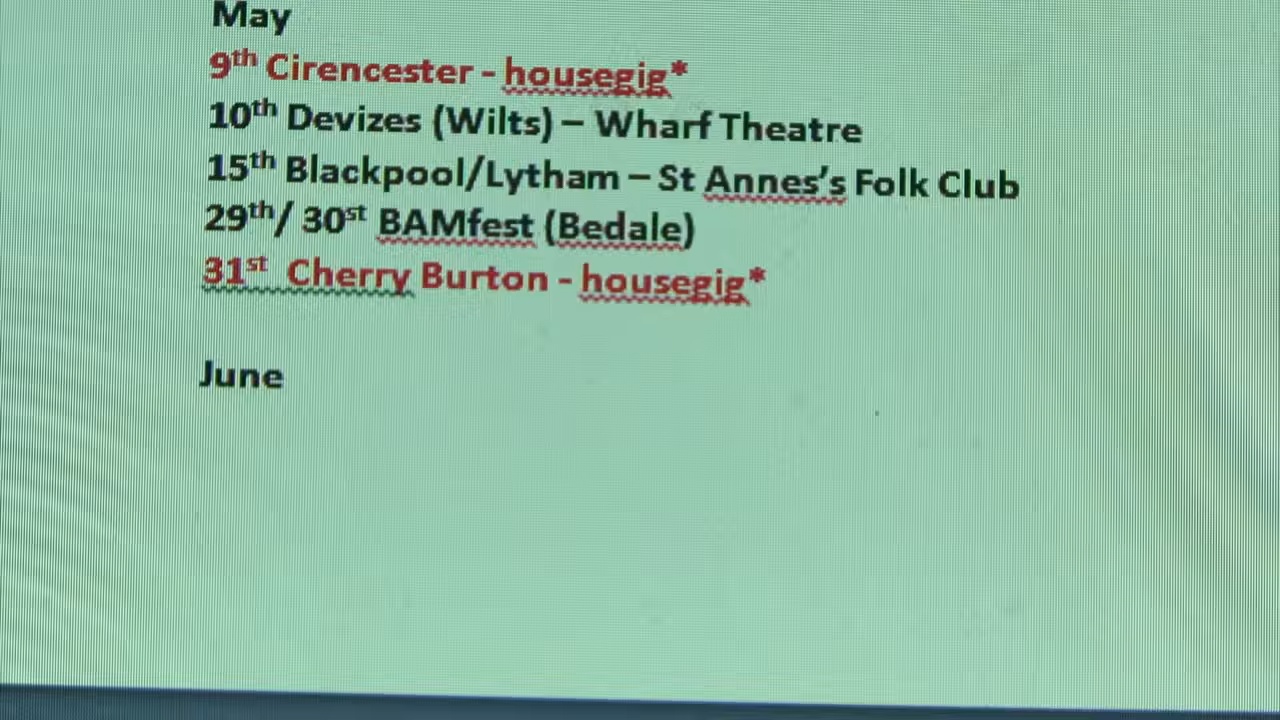 May
9th Cirencester - housegig*
10th Devizes (Wilts) – Wharf Theatre
15th Blackpool/Lytham – St Annes's Folk Club
29th/ 30st BAMfest (Bedale)
31st  Cherry Burton - housegig*
June